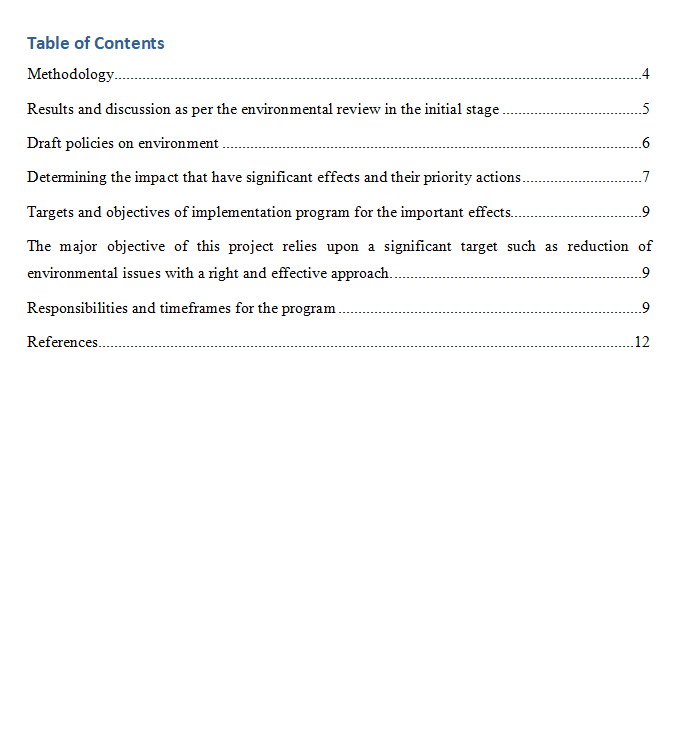 Table of Contents
Methodology....................................................................................................4
Results and discussion as per the environmental review in the initial stage....................................5
Draft policies on environment....................................................................................6
Determining the impact that have significant effects and their priority actions..............................7
Targets and objectives of implementation program for the important effects..................................9
The major objective of this project relies upon a significant target such as reduction of
environmental issues with a right and effective approach.......................................................9
Responsibilities and timeframes for the program................................................................9
References....................................................................................................12